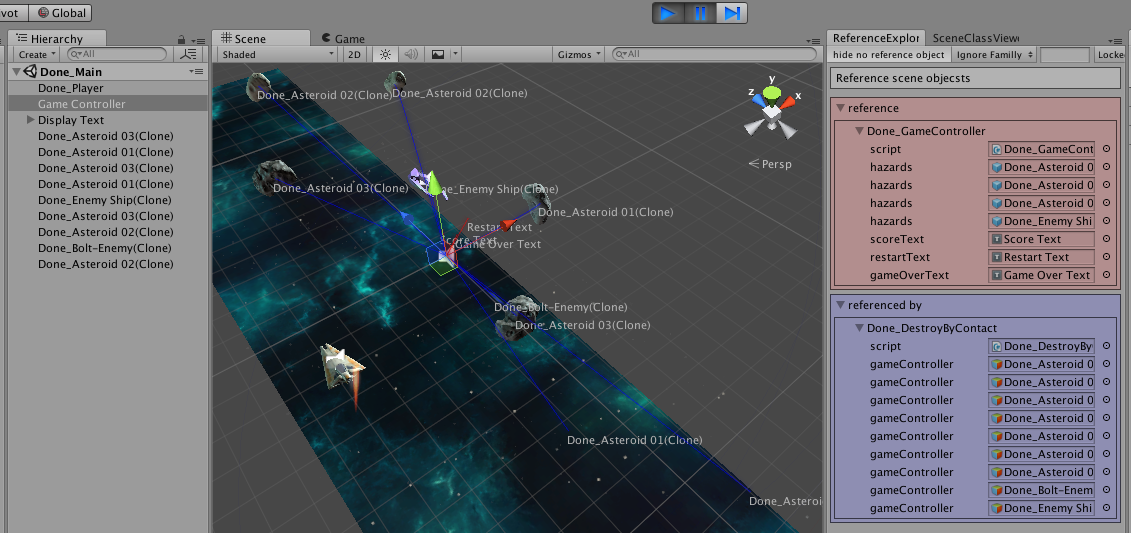 ivot Global
Hierarchy
Create All
Done_Main
Done_Player
Game Controller
Display Text
Done_Asteroid 03(Clone)
Done_Asteroid 01(Clone)
Done_Asteroid 03(Clone)
Done_Asteroid 01(Clone)
Done_Enemy Ship(Clone)
Done_Asteroid 03(Clone)
Done_Asteroid 02(Clone)
Done_Bolt-Enemy(Clone)
Done_Asteroid 02(Clone)
Scene Game
Shaded 2D Gizmos All
Done_Asteroid 02(Clone) Done_Asteroid 02(Clone)
y
z x
Persp
Done_Asteroid 03(Clone) ne_Enemy Ship(Clone)
Done_Asteroid 01(Clone)
Restart Text
Score Text
Game Over Text
Done_Bolt-Enemy(Clone)
Done_Asteroid 03(Clone)
Done_Asteroid 01(Clone)
Done_Asteroi
ReferenceExplor SceneClassView
hide no reference object Ignore Familly Locke
Reference scene objecsts
reference
Done_GameController
script Done_GameCont
hazards Done_Asteroid 0
hazards Done_Asteroid 0
hazards Done_Asteroid 0
hazards Done_Enemy Shi
scoreText Score Text
restartText Restart Text
gameOverText Game Over Text
referenced by
Done_DestroyByContact
script Done_DestroyBy
gameController Done_Asteroid 0
gameController Done_Asteroid 0
gameController Done_Asteroid 0
gameController Done_Asteroid 0
gameController Done_Asteroid 0
gameController Done_Asteroid 0
gameController Done_Asteroid 0
gameController Done_Bolt-Enem
gameController Done_Enemy Shi